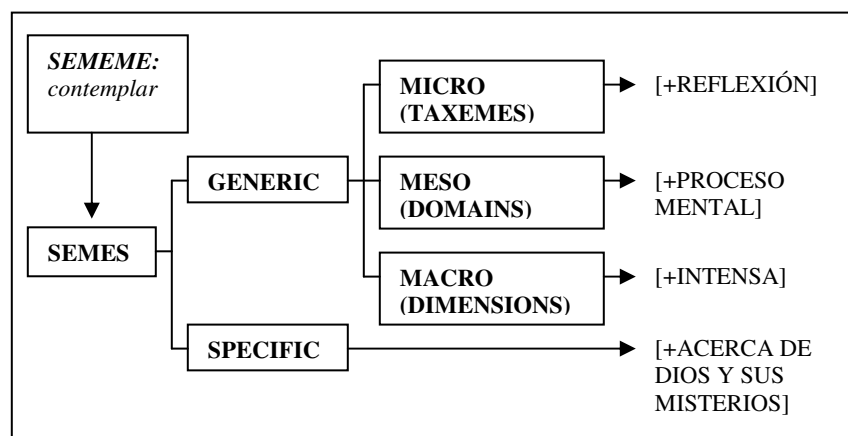 SEMEME:
contemplar
SEMES
GENERIC
MICRO
(TAXEMES)
[+REFLEXIÓN]
MESO
(DOMAINS)
[+PROCESO
MENTAL]
MACRO
(DIMENSIONS)
[+INTENSA]
SPECIFIC
[+ACERCA DE
DIOS Y SUS
MISTERIOS]